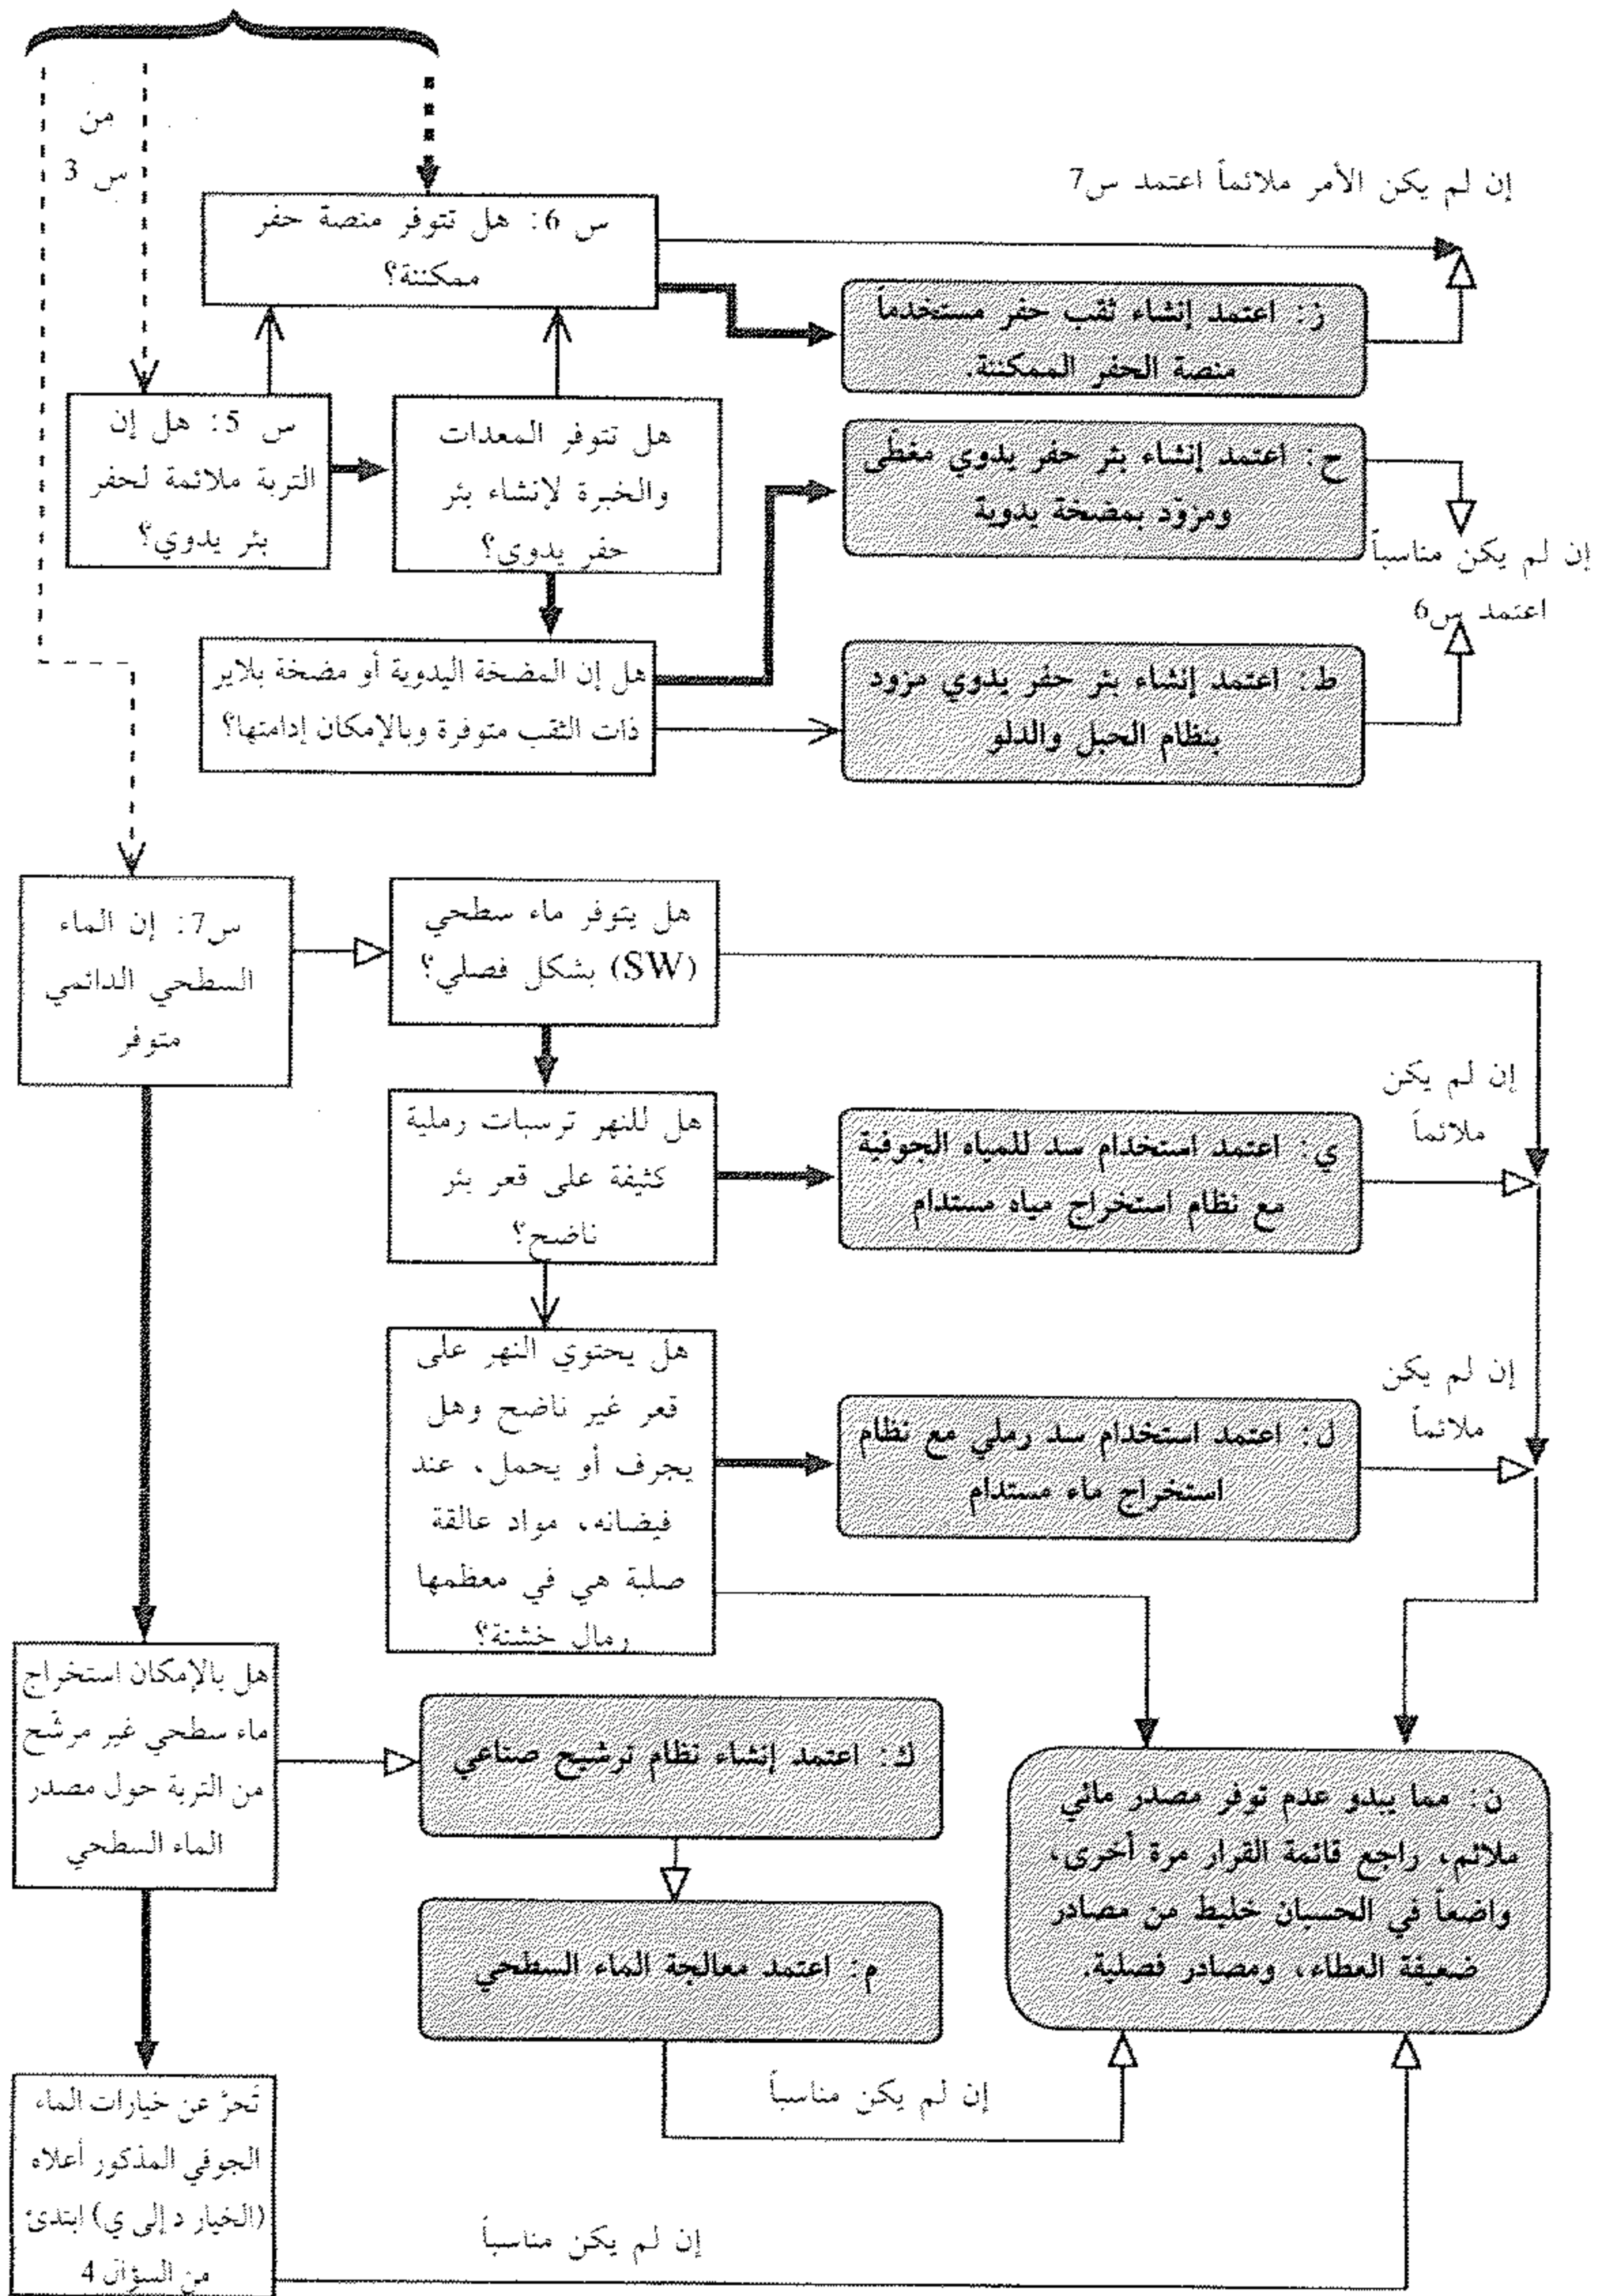 من
س 3
إن لم يكن الأمر ملائماً اعتمد س7
س 6: هل تتوفر منصة حفر
ممكننة؟
ز: اعتمد إنشاء ثقب حفر مستخدماً
منصة الحفر الممكننة.
س 5: هل إن
التربة ملائمة لحفر
بئر يدوي؟
هل تتوفر المعدات
والخبرة لإنشاء بئر
حفر يدوي؟
ح: اعتمد إنشاء بئر حفر يدوي مغطى
ومزوّد بمضخة يدوية
إن لم يكن مناسباً
اعتمد س6
هل إن المضخة اليدوية أو مضخة بلاير
ذات الثقب متوفرة وبالإمكان إدامتها؟
ط: اعتمد إنشاء بئر حفر يدوي مزود
بنظام الحبل والدلو
س7: إن الماء
السطحي الدائمي
متوفر
هل يتوفر ماء سطحي
(SW) بشكل فصلي؟
هل للنهر ترسبات رملية
كثيفة على قعر بئر
ناضح؟
ي: اعتمد استخدام سد للمياه الجوفية
مع نظام استخراج مياه مستدام
إن لم يكن
ملائماً
هل يحتوي النهر على
قعر غير ناضح وهل
يجرف أو يحمل، عند
فيضانه، مواد عالقة
صلبة هي في معظمها
رمال خشنة؟
ل: اعتمد استخدام سد رملي مع نظام
استخراج ماء مستدام
إن لم يكن
ملائماً
هل بالإمكان استخراج
ماء سطحي غير مرشّح
من التربة حول مصدر
الماء السطحي
ك: اعتمد إنشاء نظام ترشيح صناعي
م: اعتمد معالجة الماء السطحي
ن: مما يبدو عدم توفر مصدر مائي
ملائم، راجع قائمة القرار مرة أخرى،
واضعاً في الحسبان خليط من مصادر
ضعيفة العطاء، ومصادر فصلية.
إن لم يكن مناسباً
تحرَّ عن خيارات الماء
الجوفي المذكور أعلاه
(الخيار د إلى ي) ابتدئ
من السؤال 4
إن لم يكن مناسباً